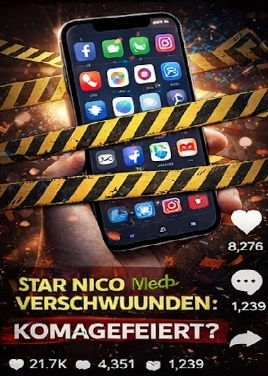 8,276
1,239
STAR NICO Mech
VERSCHWUUNDEN:
KOMAGEFEIERT?
21.7K 4,351 1,239